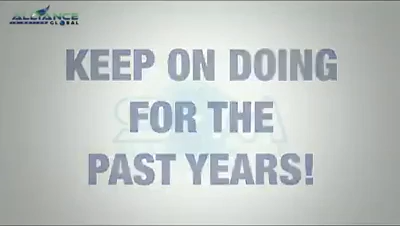 ALLIANCE
GLOBAL
KEEP ON DOING
FOR THE
PAST YEARS!